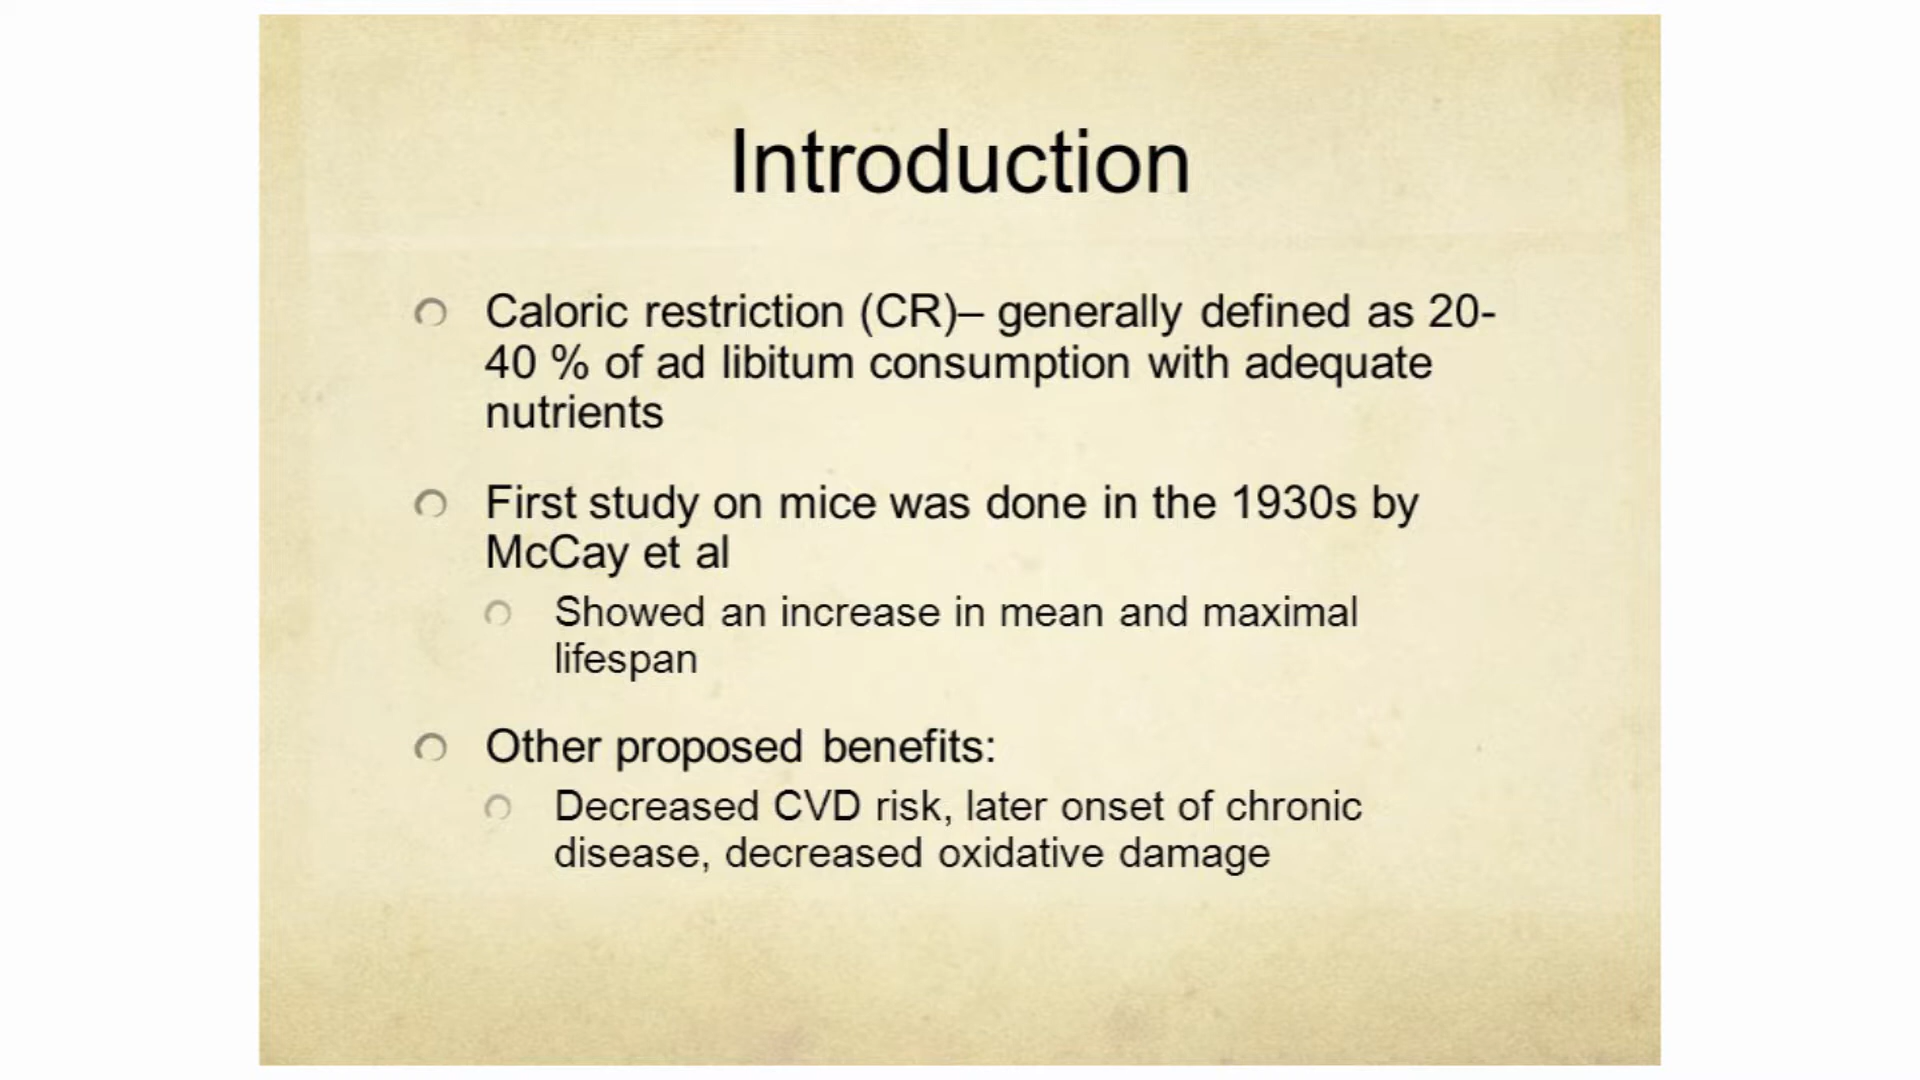 Introduction
Caloric restriction (CR)– generally defined as 20-
40 % of ad libitum consumption with adequate
nutrients
First study on mice was done in the 1930s by
McCay et al
Showed an increase in mean and maximal
lifespan
Other proposed benefits:
Decreased CVD risk, later onset of chronic
disease, decreased oxidative damage